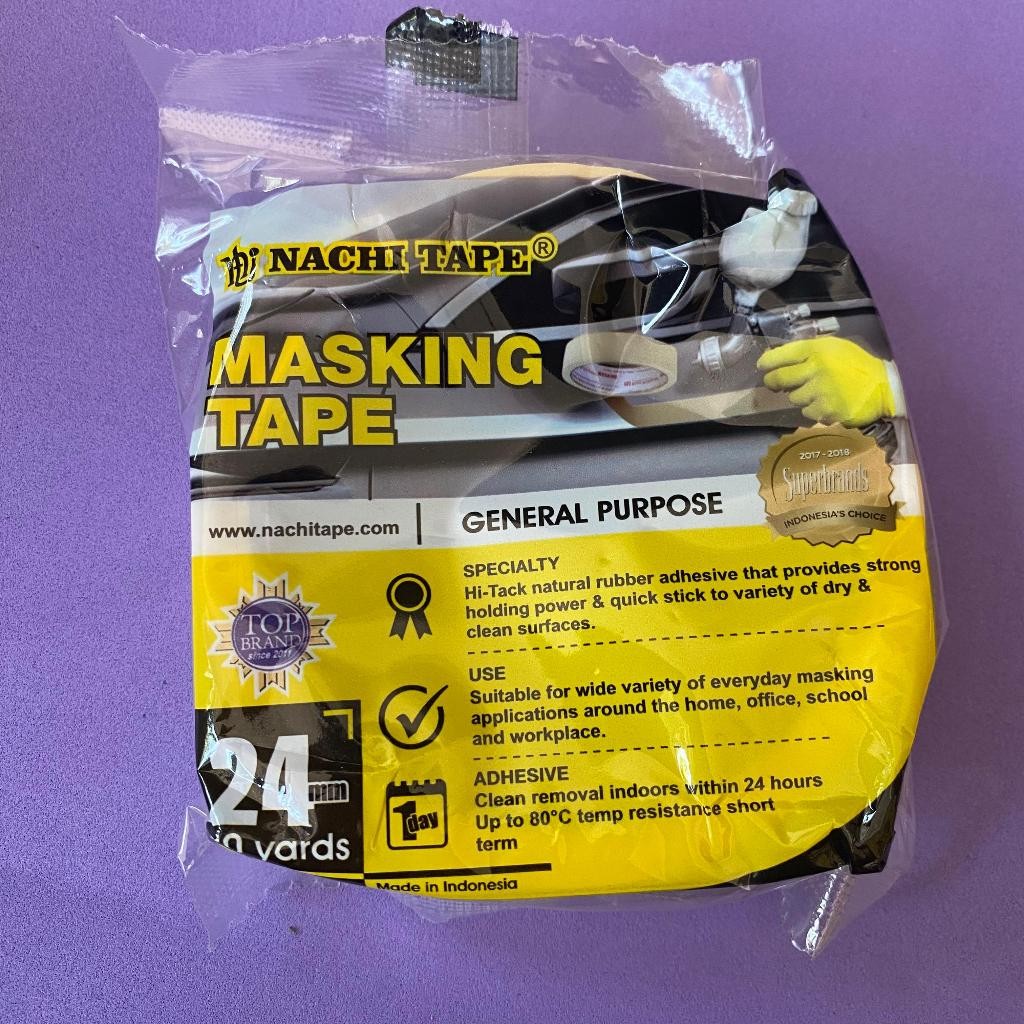 NACHI TAPE®
MASKING
TAPE
2017 - 2018
Superbrands
INDONESIA'S CHOICE
www.nachitape.com
GENERAL PURPOSE
SPECIALTY
Hi-Tack natural rubber adhesive that provides strong
holding power & quick stick to variety of dry &
clean surfaces.
TOP
BRAND
since 2011
USE
Suitable for wide variety of everyday masking
applications around the home, office, school
and workplace.
24 mm
yards
ADHESIVE
Clean removal indoors within 24 hours
Up to 80°C temp resistance short
term
1 day
Made in Indonesia